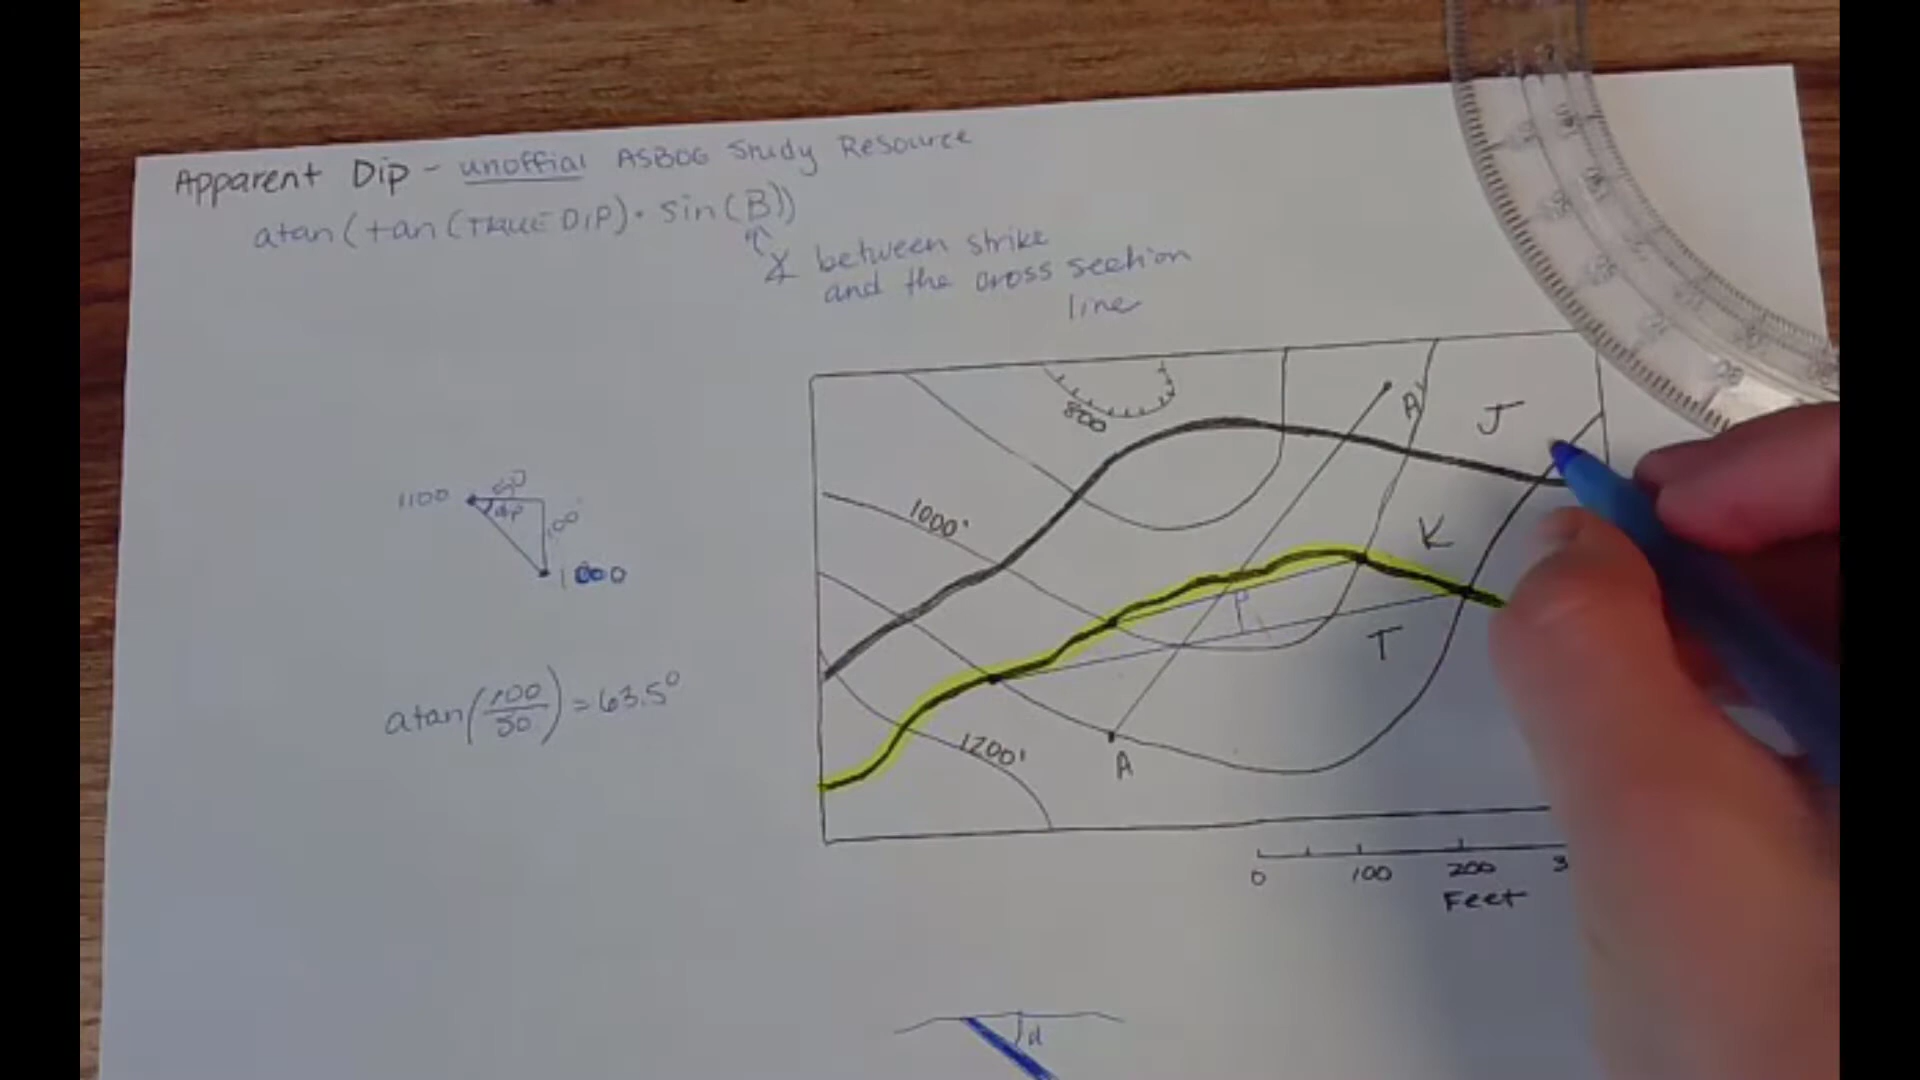 Apparent Dip - unoffial ASBOG Study Resource
atan(tan(TRUE DIP)·sin(B))
∡ between strike
and the cross section
line
800
A'
J
1000'
K
1100
50
dip
100
1000
T
atan(100/50)=63.5°
1200'
A
0 100 200 3
Feet
d